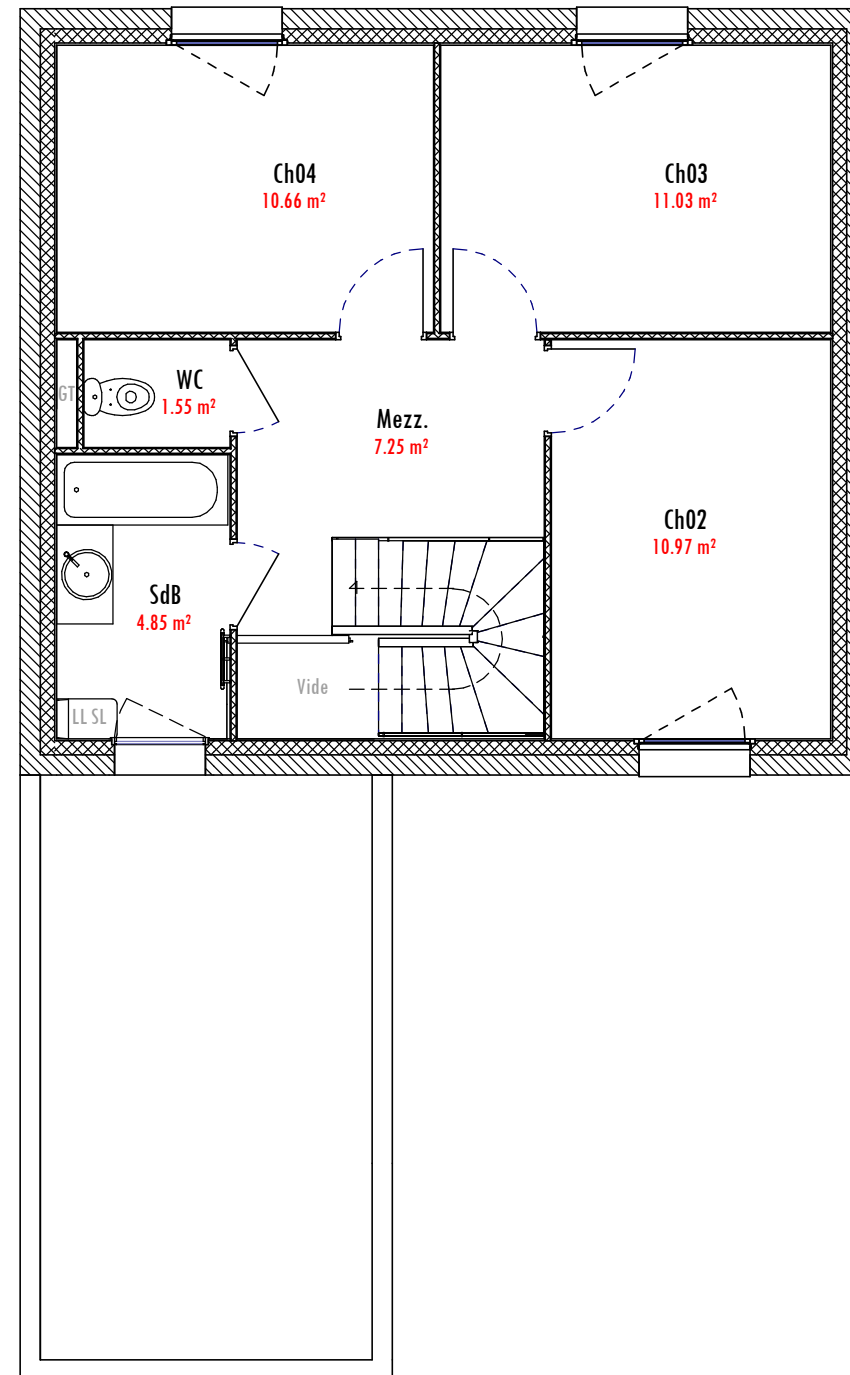 Ch04
10.66 m²
Ch03
11.03 m²
GT
WC
1.55 m²
Mezz.
7.25 m²
Ch02
10.97 m²
SdB
4.85 m²
Vide
LL SL